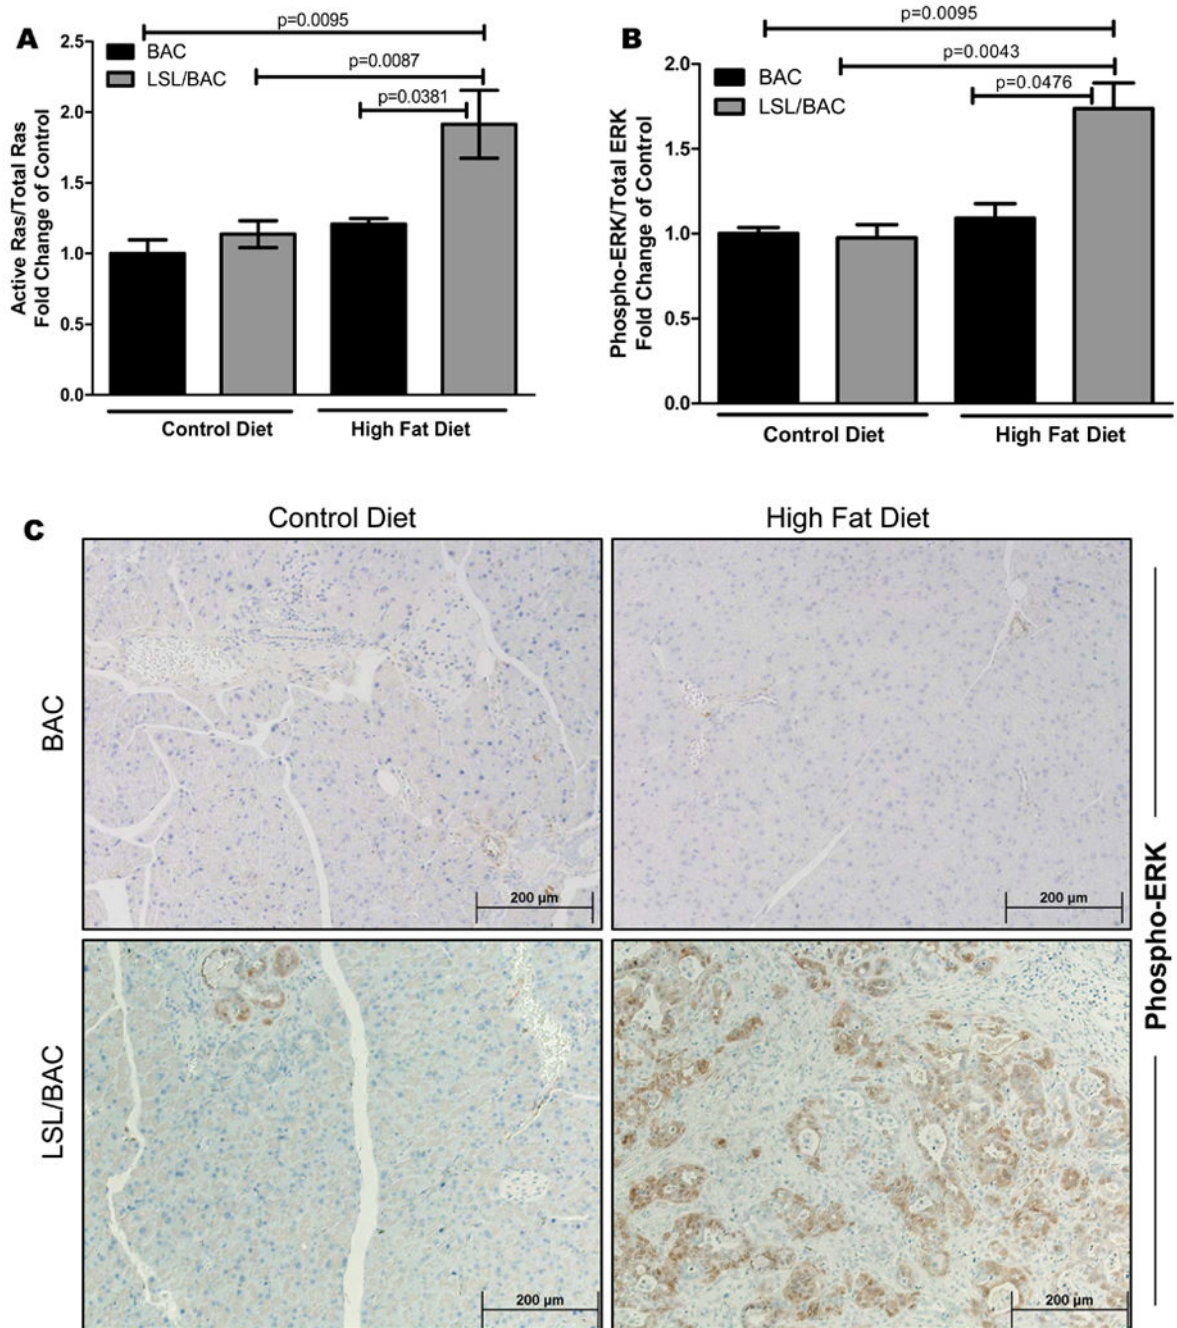 A
p=0.0095
BAC
LSL/BAC
p=0.0087
p=0.0381
Active Ras/Total Ras
Fold Change of Control
2.5
2.0
1.5
1.0
0.5
0.0
Control Diet
High Fat Diet
B
p=0.0095
p=0.0043
p=0.0476
BAC
LSL/BAC
Phospho-ERK/Total ERK
Fold Change of Control
2.0
1.5
1.0
0.5
0.0
Control Diet
High Fat Diet
C
Control Diet
High Fat Diet
BAC
200 µm
200 µm
LSL/BAC
200 µm
200 µm
Phospho-ERK